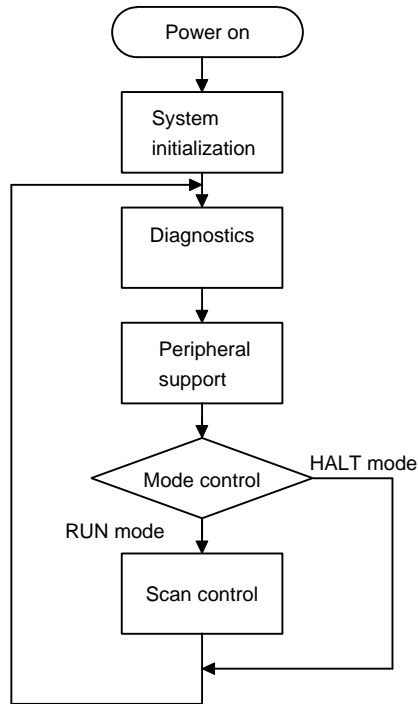 Power on
System
initialization
Diagnostics
Peripheral
support
Mode control
HALT mode
RUN mode
Scan control